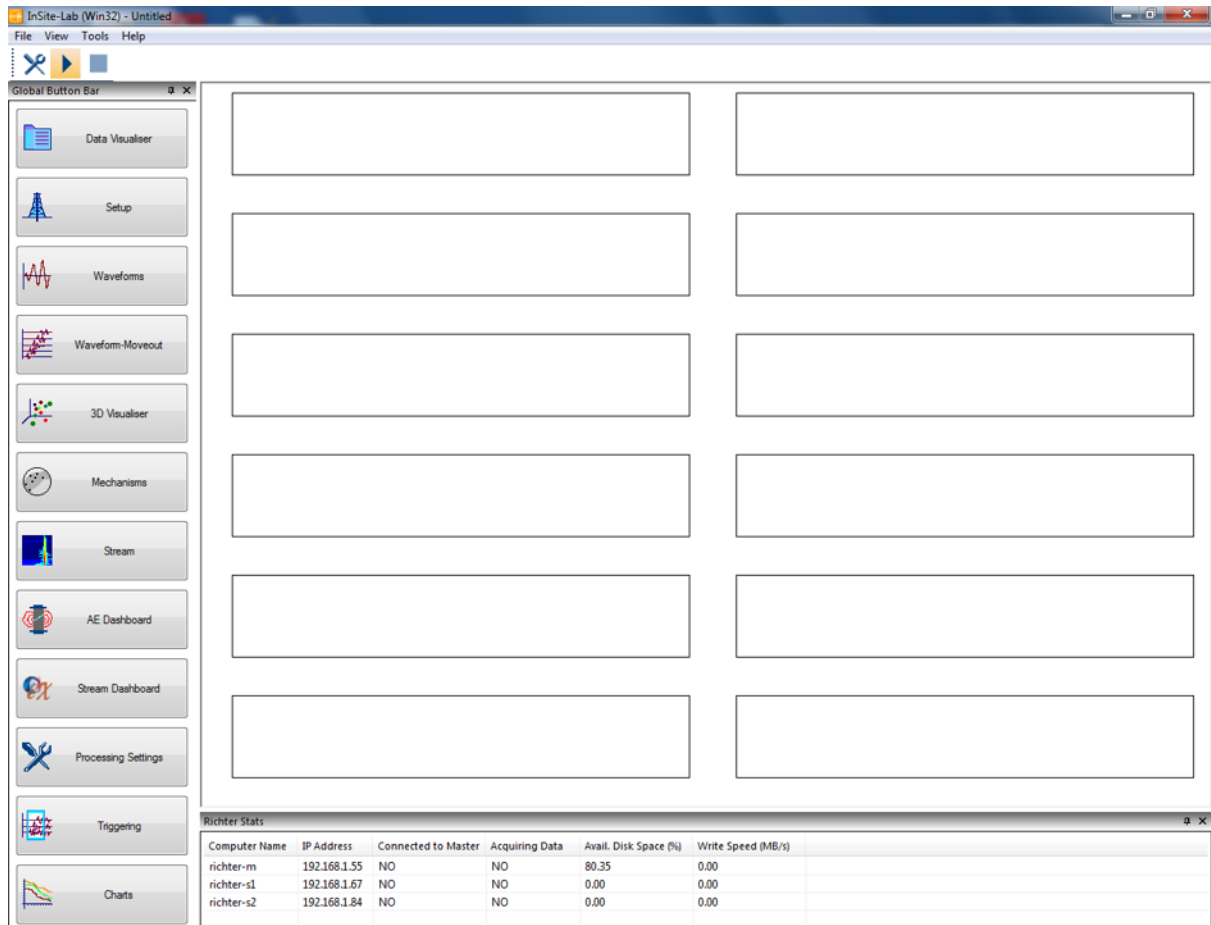 InSite-Lab (Win32) - Untitled
File View Tools Help
Global Button Bar
Data Visualiser
Setup
Waveforms
Waveform-Moveout
3D Visualiser
Mechanisms
Stream
AE Dashboard
Stream Dashboard
Processing Settings
Triggering
Charts
Richter Stats
Computer Name IP Address Connected to Master Acquiring Data Avail. Disk Space (%) Write Speed (MB/s)
richter-m 192.168.1.55 NO NO 80.35 0.00
richter-s1 192.168.1.67 NO NO 0.00 0.00
richter-s2 192.168.1.84 NO NO 0.00 0.00